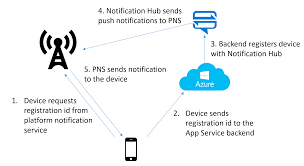 4. Notification Hub sends
push notifications to PNS
3. Backend registers device
with Notification Hub
5. PNS sends notification
to the device
Azure
1. Device requests
registration id from
platform notification
service
2. Device sends
registration id to the
App Service backend